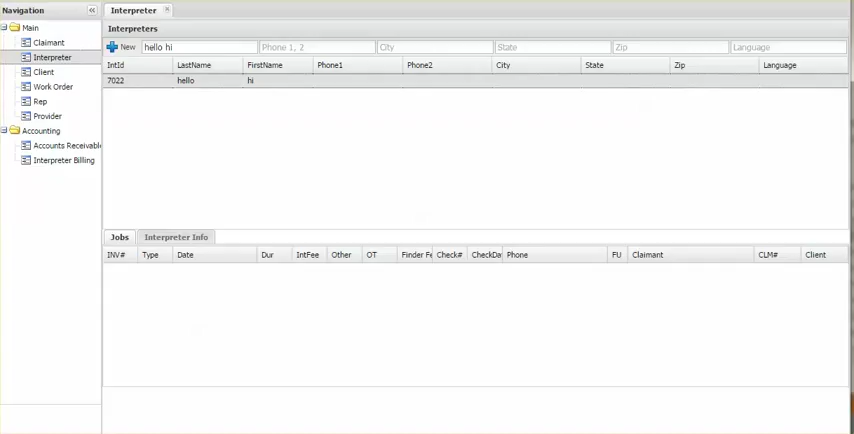 Navigation
Interpreter
Main
Claimant
Interpreter
Client
Work Order
Rep
Provider
Accounting
Accounts Receivabl
Interpreter Billing
Interpreters
New hello hi Phone 1, 2 City State Zip Language
IntId LastName FirstName Phone1 Phone2 City State Zip Language
7022 hello hi
Jobs Interpreter Info
INV# Type Date Dur IntFee Other OT Finder Fe Check# CheckDa Phone FU Claimant CLM# Client